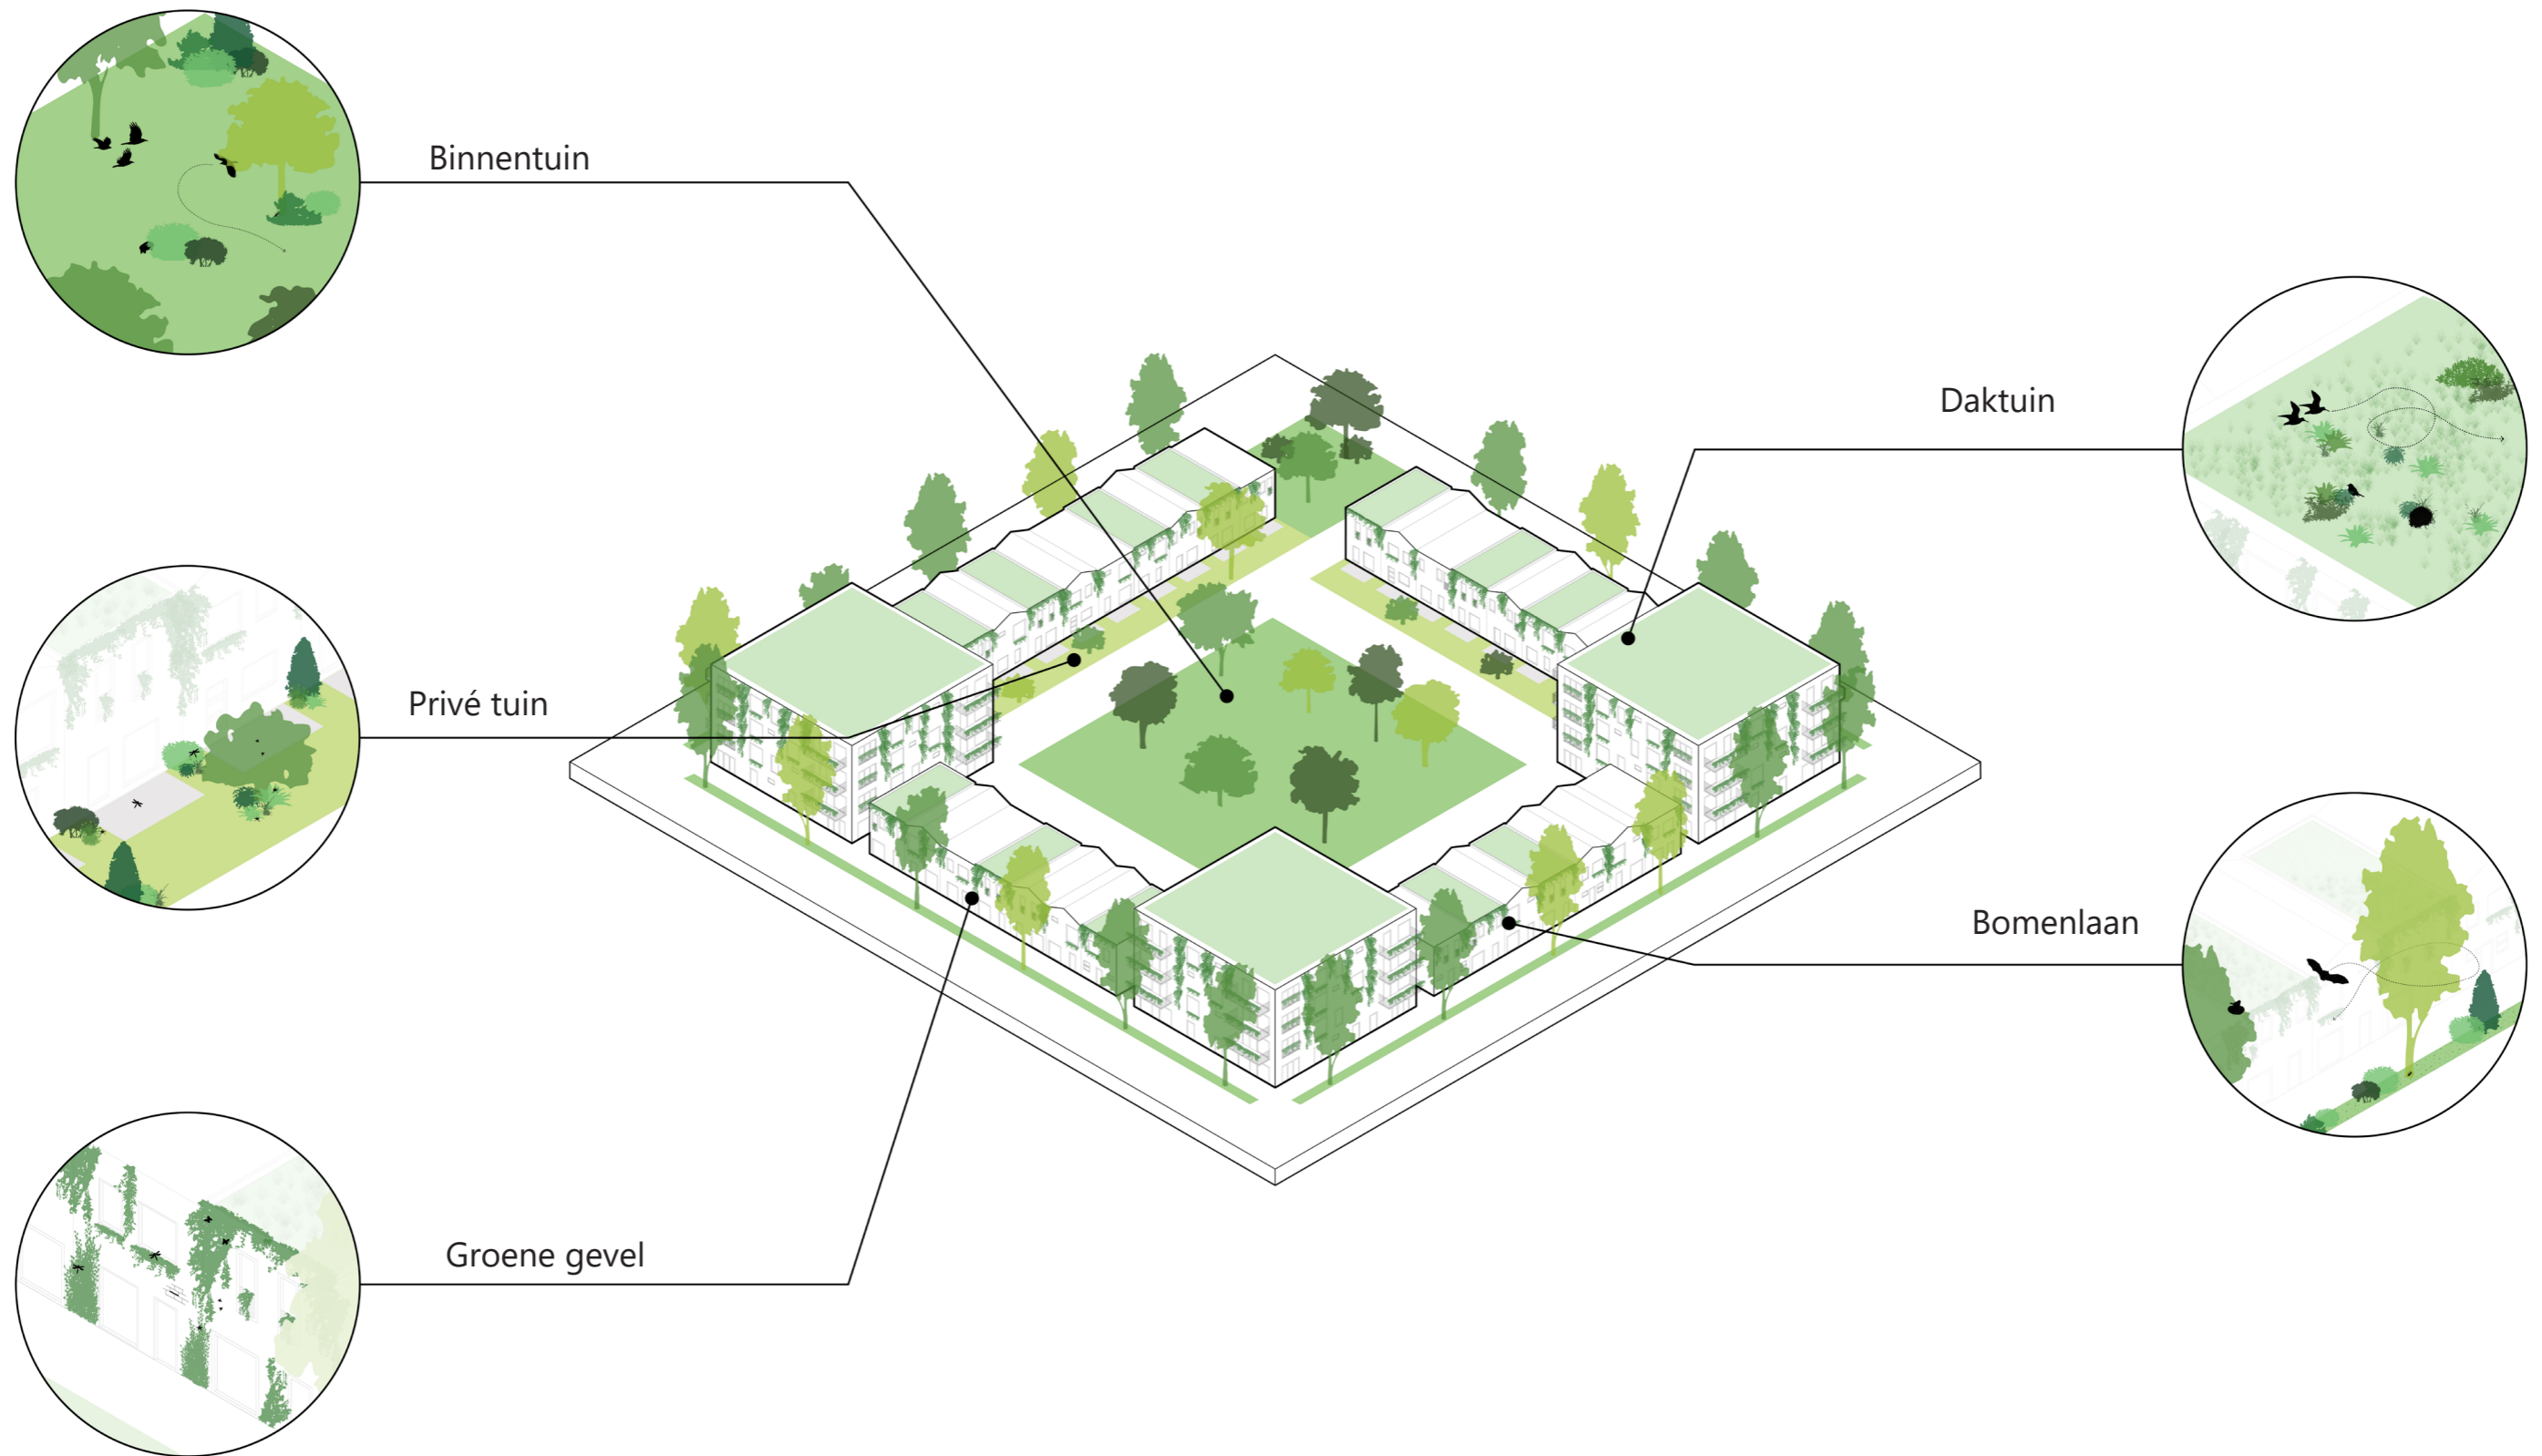 Binnentuin
Daktuin
Privé tuin
Bomenlaan
Groene gevel